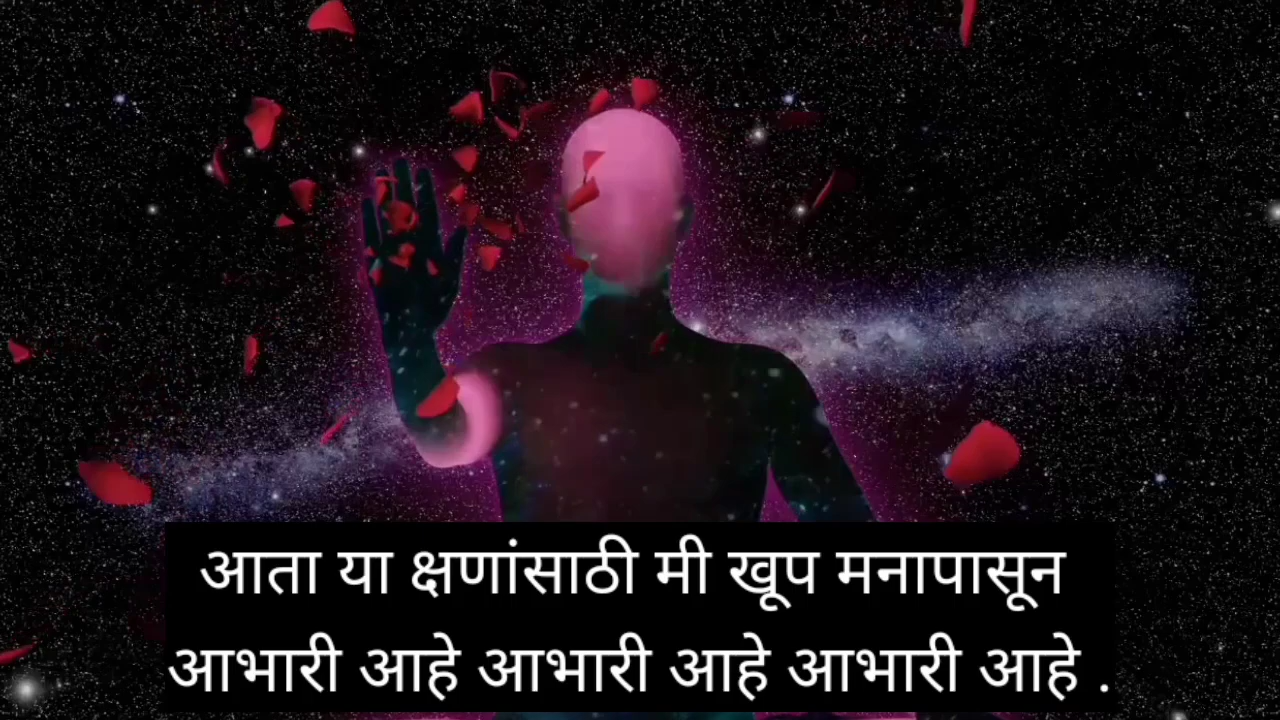 आता या क्षणांसाठी मी खूप मनापासून
आभारी आहे आभारी आहे आभारी आहे .